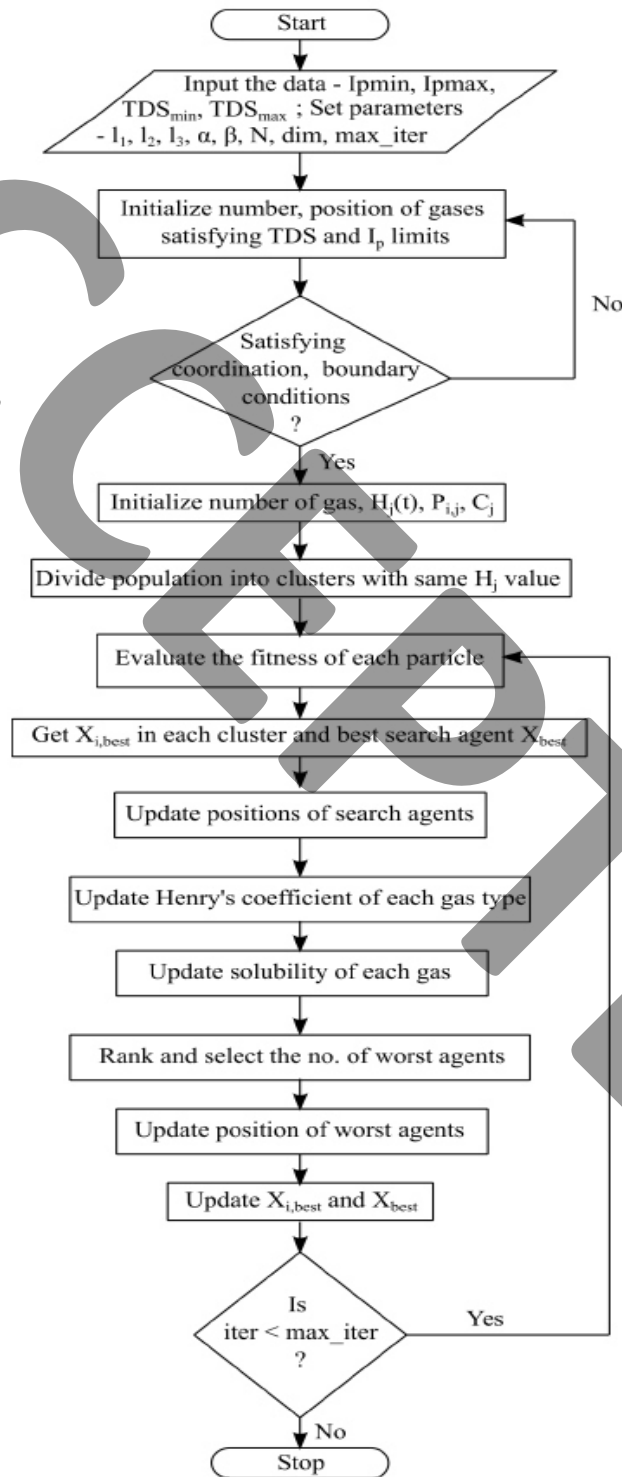 Start
Input the data - Ipmin, Ipmax,
TDSmin, TDSmax ; Set parameters
- l₁, l₂, l₃, α, β, N, dim, max_iter
Initialize number, position of gases
satisfying TDS and Ip limits
No
Satisfying
coordination, boundary
conditions
?
Yes
Initialize number of gas, Hj(t), Pi,j, Cj
Divide population into clusters with same Hj value
Evaluate the fitness of each particle
Get Xi,best in each cluster and best search agent Xbest
Update positions of search agents
Update Henry's coefficient of each gas type
Update solubility of each gas
Rank and select the no. of worst agents
Update position of worst agents
Update Xi,best and Xbest
Is
iter < max_iter
?
Yes
No
Stop